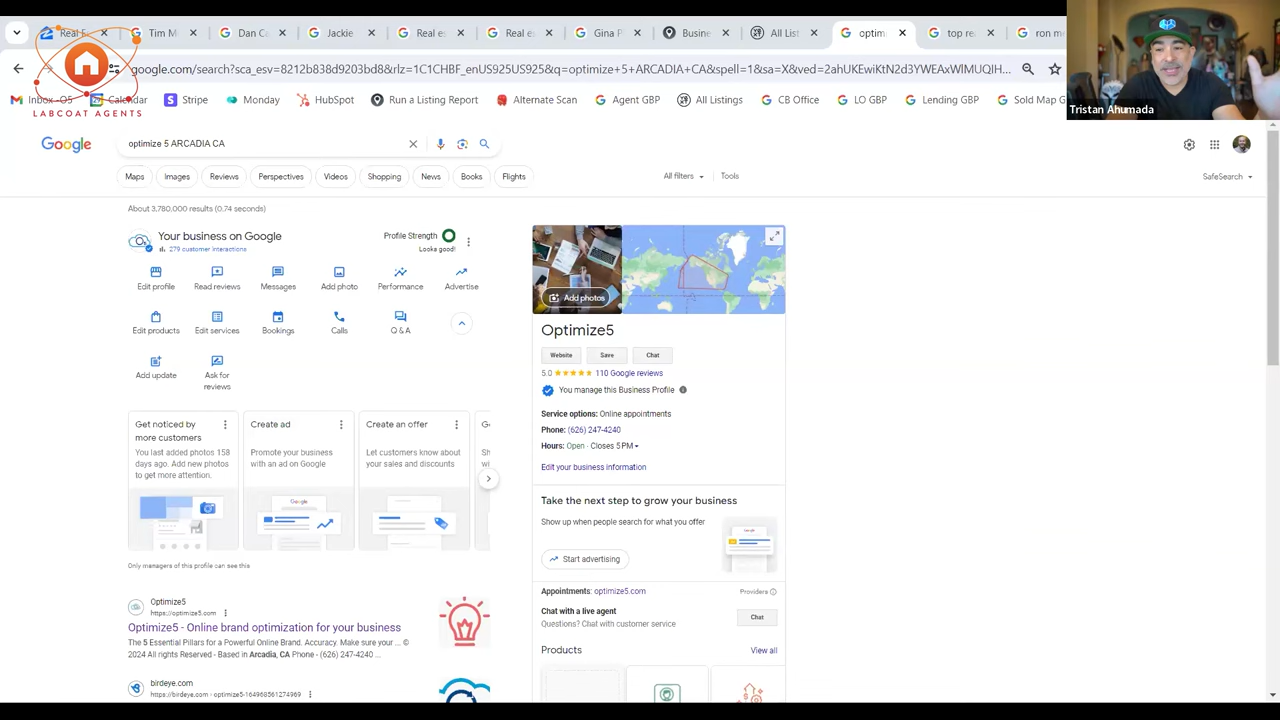 Real E
Tim M
Dan C
Jackie
Real es
Real es
Gina P
Busine
All List
optim
top re
ron m
google.com/search?sca_esv=8212b838d9203bd8&rlz=1C1CHBF_enUS925US925&q=optimize+5+ARCADIA+CA&spell=1&sa=X&ved=2ahUKEwiKtN2d3YWEAxWlMUQIH...
Inbox - O5
Calendar
Stripe
Monday
HubSpot
Run a Listing Report
Alternate Scan
Agent GBP
All Listings
CB Office
LO GBP
Lending GBP
Sold Map G
LABCOAT AGENTS
Tristan Ahumada
Google
optimize 5 ARCADIA CA
Maps
Images
Reviews
Perspectives
Videos
Shopping
News
Books
Flights
All filters
Tools
SafeSearch
About 3,780,000 results (0.74 seconds)
Your business on Google
279 customer interactions
Profile Strength
Looks good!
Edit profile
Read reviews
Messages
Add photo
Performance
Advertise
Edit products
Edit services
Bookings
Calls
Q & A
Add update
Ask for
reviews
Get noticed by
more customers
You last added photos 158
days ago. Add new photos
to get more attention.
Create ad
Promote your business
with an ad on Google
Create an offer
Let customers know about
your sales and discounts
Only managers of this profile can see this
Optimize5
https://optimize5.com
Optimize5 - Online brand optimization for your business
The 5 Essential Pillars for a Powerful Online Brand. Accuracy. Make sure your ... ©
2024 All rights Reserved - Based in Arcadia, CA Phone - (626) 247-4240 ...
birdeye.com
https://birdeye.com › optimize5-164968561274969
Add photos
Optimize5
Website
Save
Chat
5.0
110 Google reviews
You manage this Business Profile
Service options: Online appointments
Phone: (626) 247-4240
Hours: Open · Closes 5 PM
Edit your business information
Take the next step to grow your business
Show up when people search for what you offer
Start advertising
Appointments: optimize5.com
Providers
Chat with a live agent
Questions? Chat with customer service
Chat
Products
View all